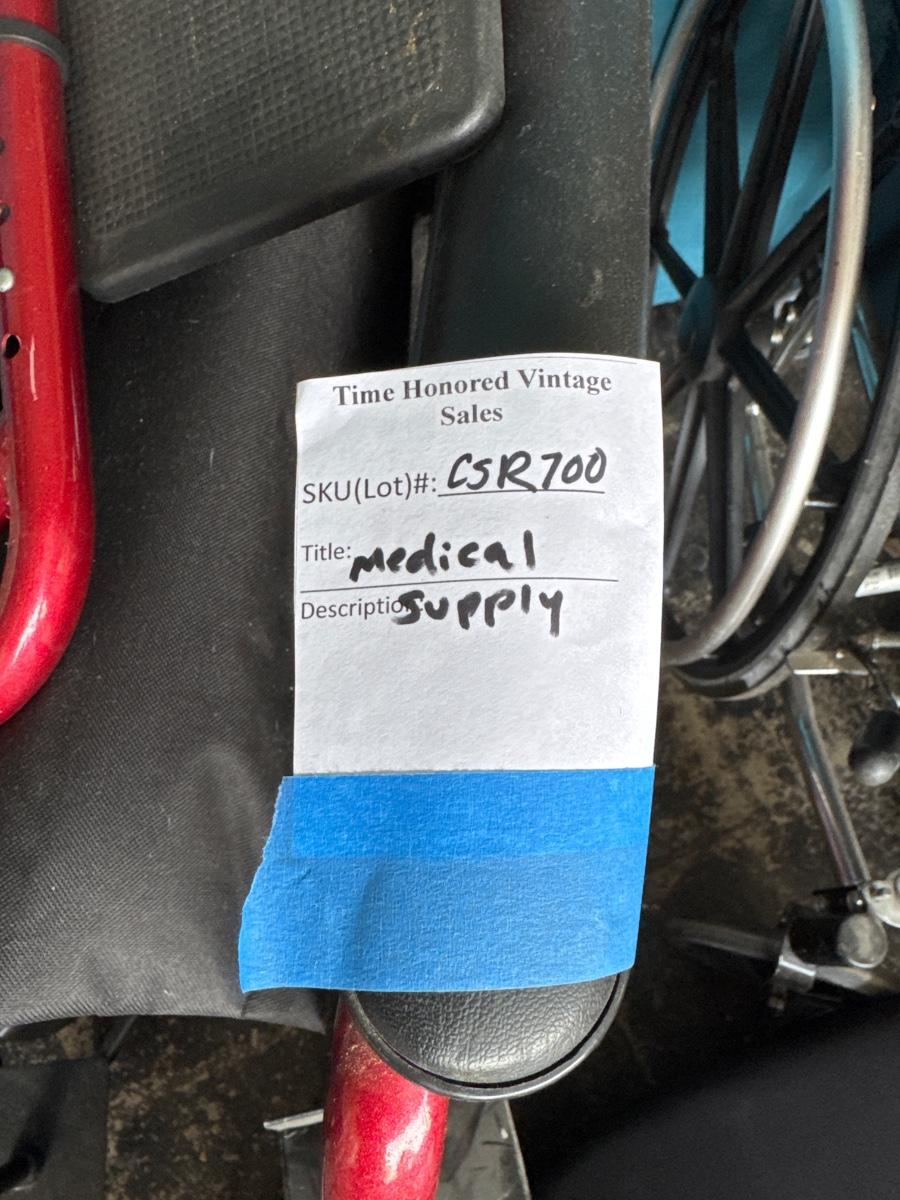 Time Honored Vintage
Sales
SKU(Lot)#: CSR700
Title: Medical
Description: Supply